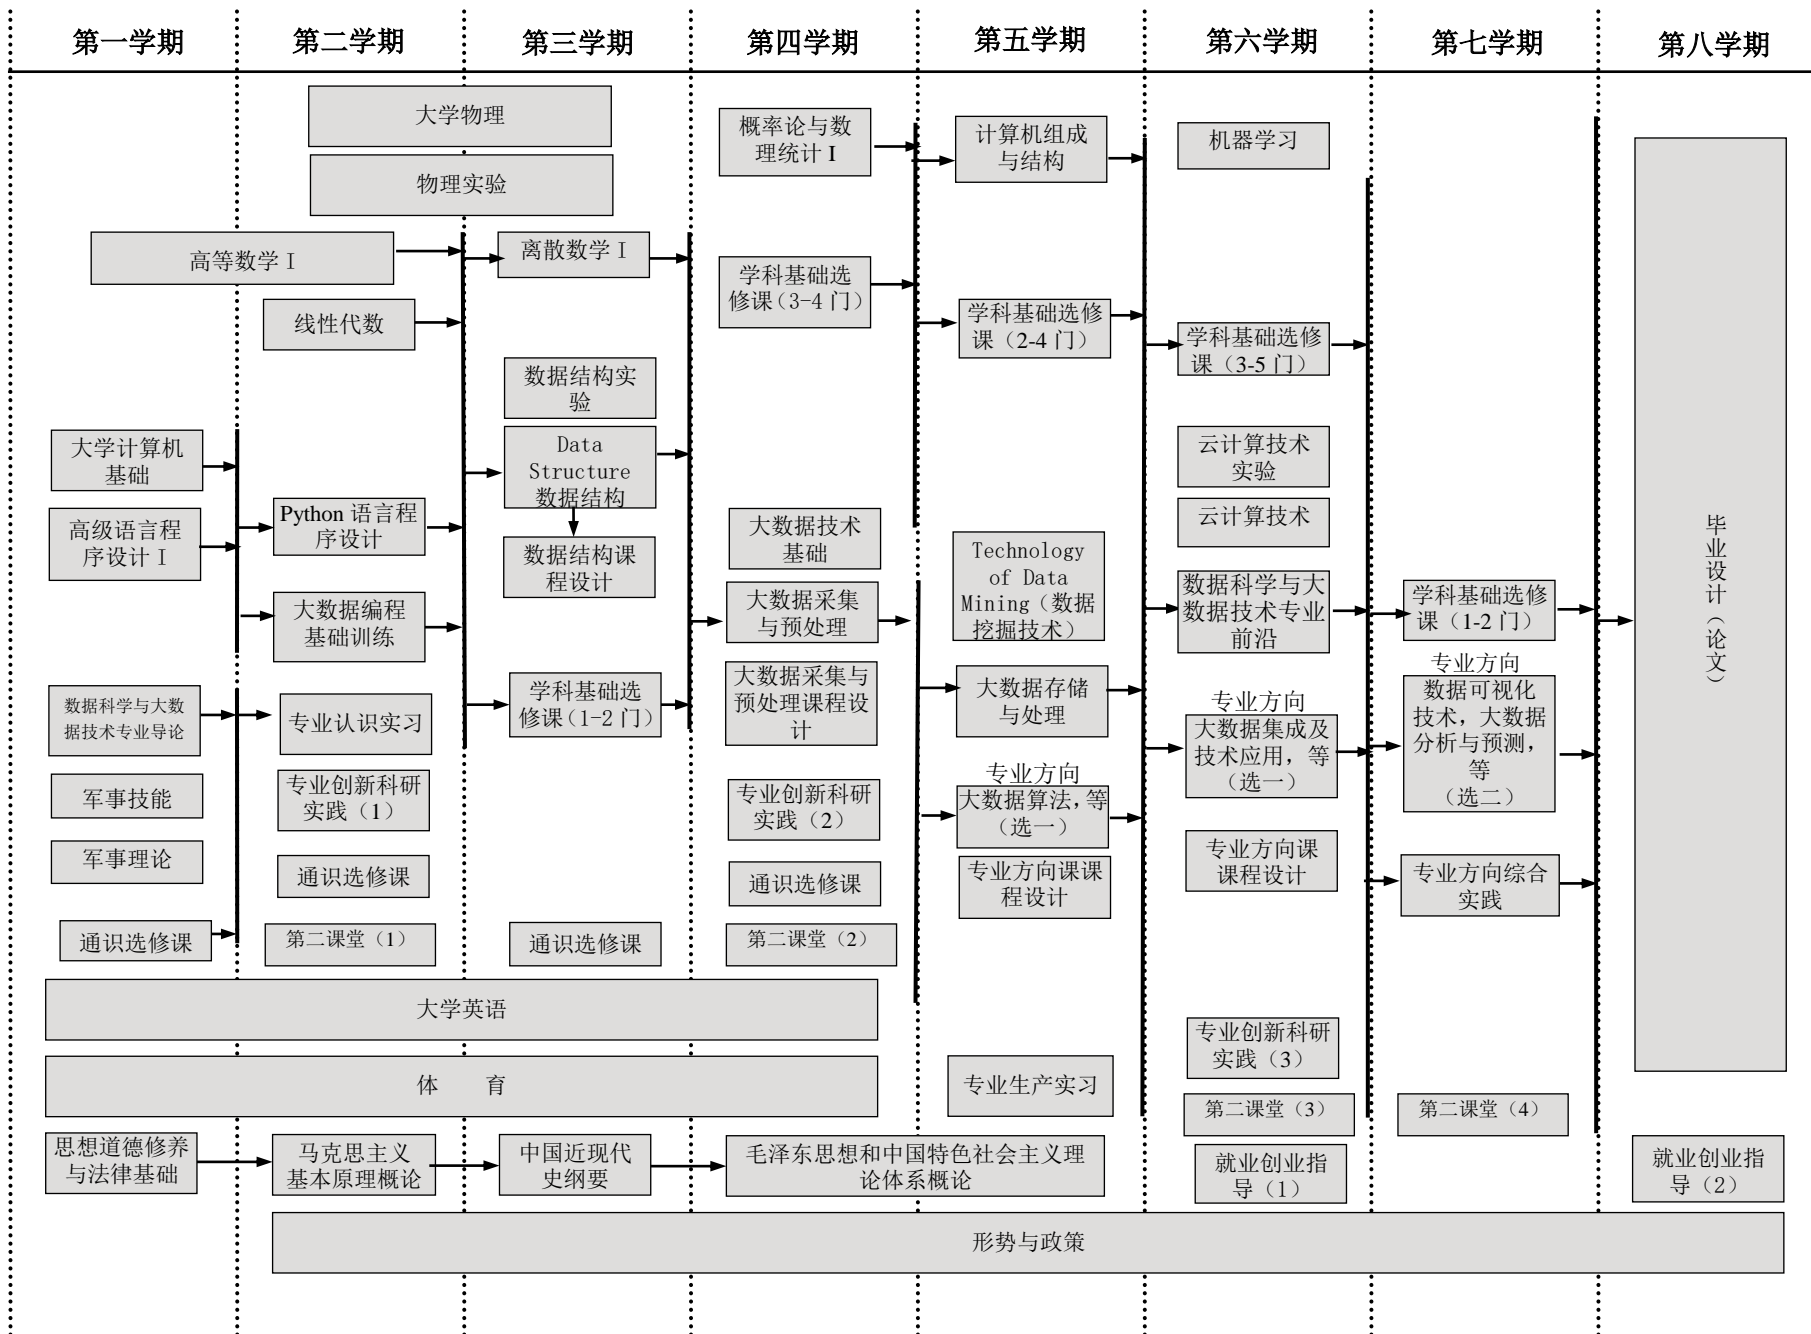 第一学期
第二学期
第三学期
第四学期
第五学期
第六学期
第七学期
第八学期
大学物理
物理实验
高等数学 I
线性代数
大学计算机
基础
高级语言程
序设计 I
Python 语言程
序设计
大数据编程
基础训练
数据科学与大数
据技术专业导论
专业认识实习
军事技能
专业创新科研
实践（1）
军事理论
通识选修课
通识选修课
第二课堂（1）
离散数学 I
数据结构实
验
Data
Structure
数据结构
数据结构课
程设计
学科基础选
修课（1-2 门）
通识选修课
概率论与数
理统计 I
学科基础选
修课（3-4 门）
大数据技术
基础
大数据采集
与预处理
大数据采集与
预处理课程设
计
专业创新科研
实践（2）
通识选修课
第二课堂（2）
计算机组成
与结构
学科基础选修
课（2-4 门）
Technology
of Data
Mining（数据
挖掘技术）
大数据存储
与处理
专业方向
大数据算法，等
（选一）
专业方向课课
程设计
专业生产实习
机器学习
学科基础选修
课（3-5 门）
云计算技术
实验
云计算技术
数据科学与大
数据技术专业
前沿
专业方向
大数据集成及
技术应用，等
（选一）
专业方向课
课程设计
专业创新科研
实践（3）
第二课堂（3）
学科基础选修
课（1-2 门）
专业方向
数据可视化
技术，大数据
分析与预测，
等
（选二）
专业方向综合
实践
第二课堂（4）
毕业设计（论文）
大学英语
体 育
思想道德修养
与法律基础
马克思主义
基本原理概论
中国近现代
史纲要
毛泽东思想和中国特色社会主义理
论体系概论
就业创业指
导（1）
就业创业指
导（2）
形势与政策